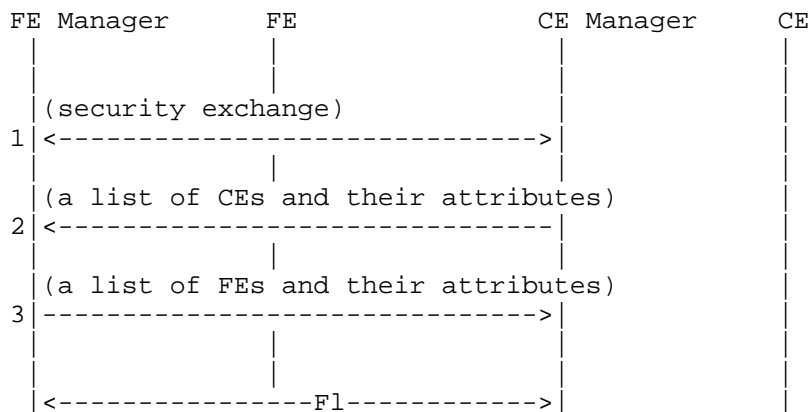 FE Manager FE CE Manager CE
(security exchange)
1
(a list of CEs and their attributes)
2
(a list of FEs and their attributes)
3
Fl